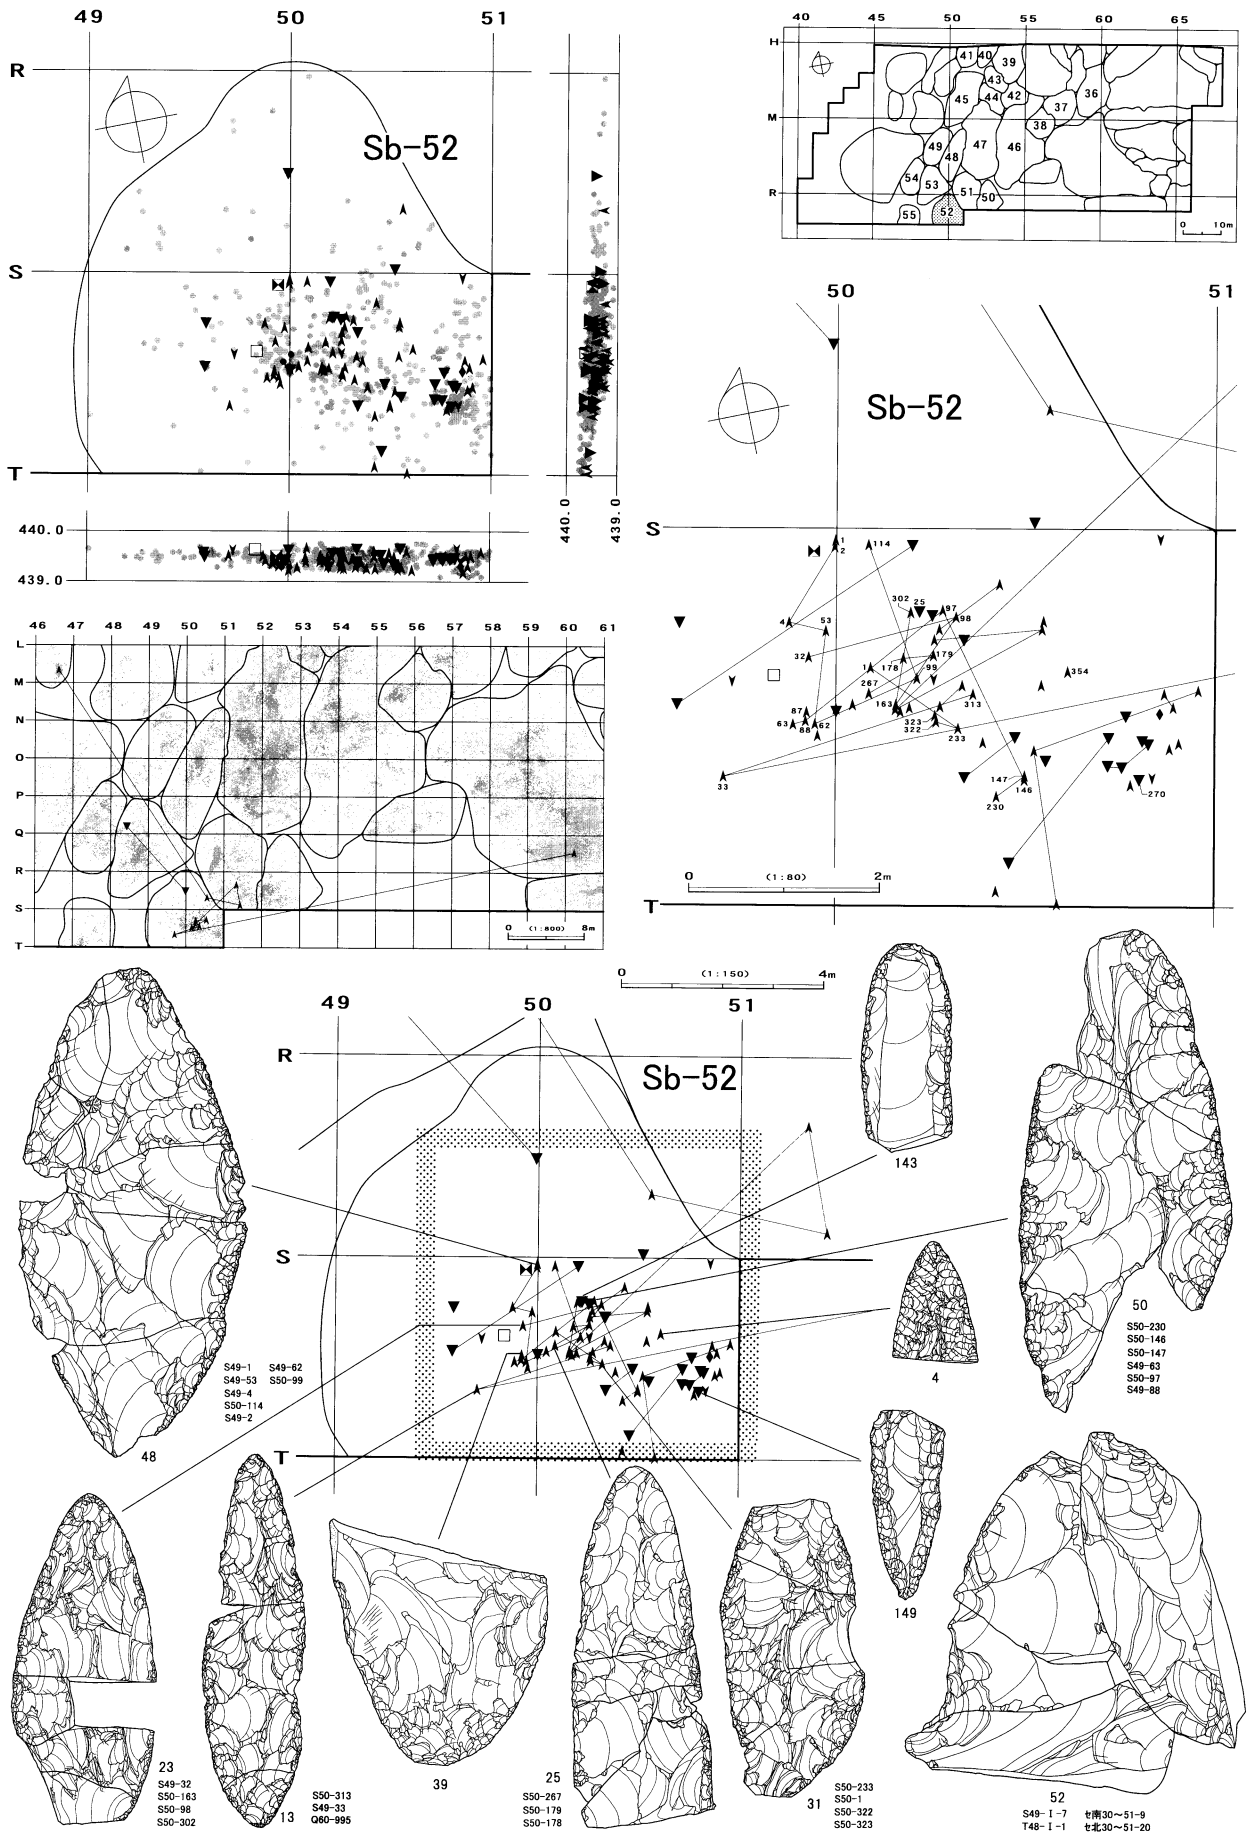 49 50 51
R
Sb-52
S
T
440.0
439.0
440.0
439.0
40 45 50 55 60 65
H
M
R
41 40 39
43
45 44 42 37 36
38
49 48 47 46
54 53 51 50
55 52
0 10m
50 51
Sb-52
S
1
2
114
302 25 97
98
4 53
32
1 178 179
99
267
354
87 163 313
63 88 62
323
322 233
33
147
146
230
270
0 (1:80) 2m
T
46 47 48 49 50 51 52 53 54 55 56 57 58 59 60 61
L
M
N
O
P
Q
R
S
T
0 (1:800) 8m
0 (1:150) 4m
49 50 51
R
Sb-52
S
T
143
4
50
S50-230
S50-146
S50-147
S49-63
S50-97
S49-88
S49-1 S49-62
S49-53 S50-99
S49-4
S50-114
S49-2
48
149
23
S49-32
S50-163
S50-98
S50-302
13
S50-313
S49-33
Q60-995
39
25
S50-267
S50-179
S50-178
31
S50-233
S50-1
S50-322
S50-323
52
S49-I-7 セ南30～51-9
T48-I-1 セ北30～51-20